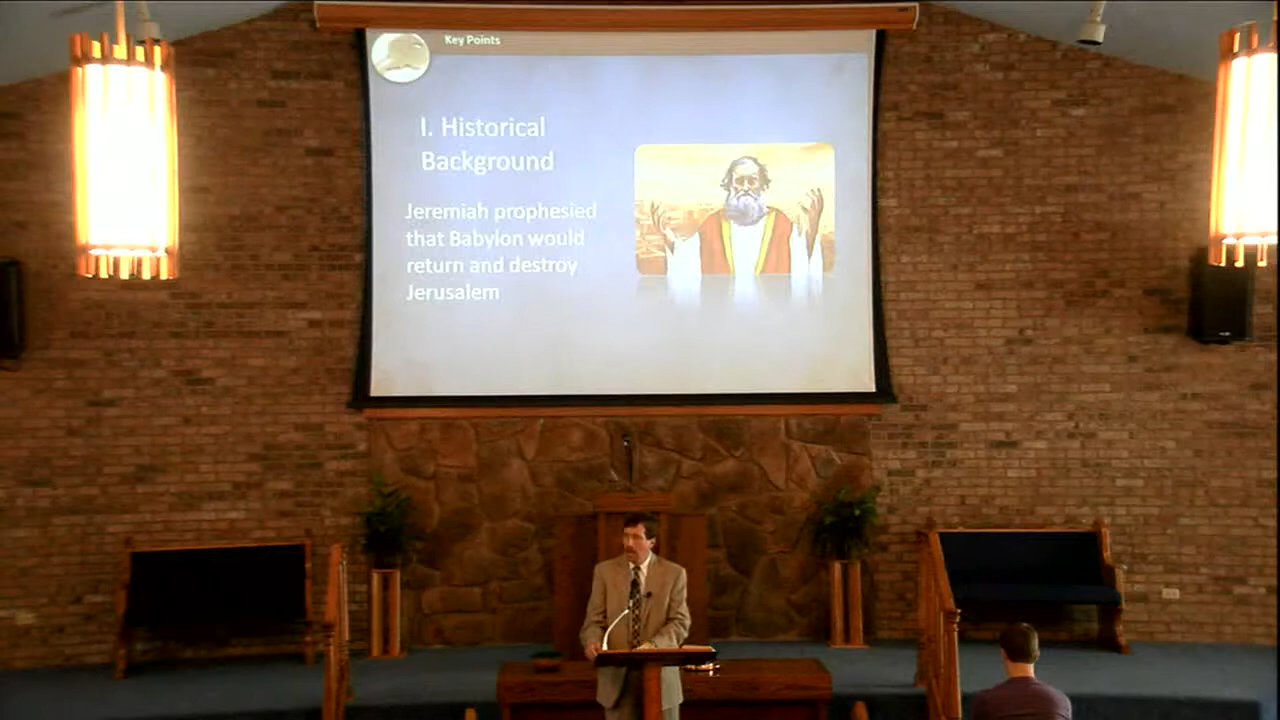 Key Points
I. Historical
Background
Jeremiah prophesied
that Babylon would
return and destroy
Jerusalem